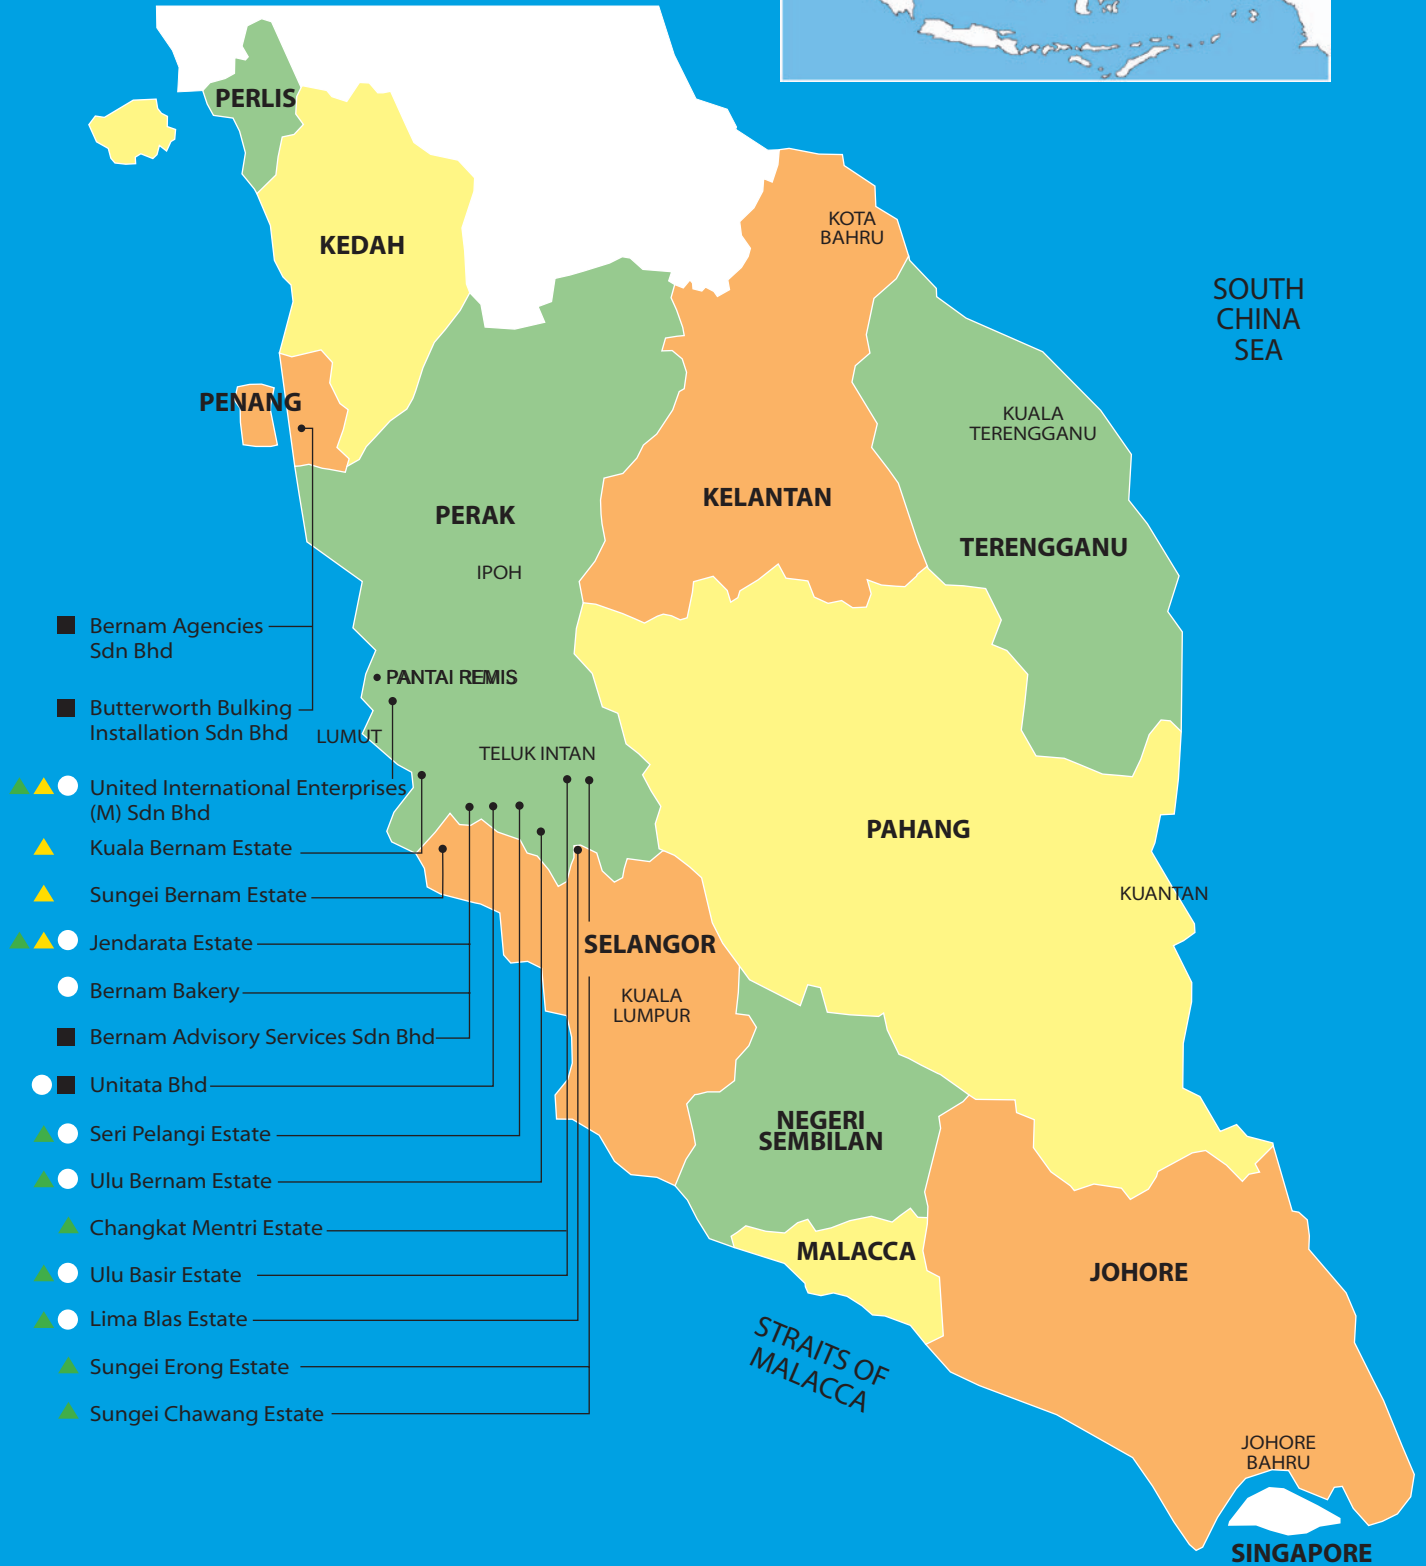 PERLIS
KEDAH
KOTA
BAHRU
SOUTH
CHINA
SEA
PENANG
KUALA
TERENGGANU
KELANTAN
PERAK
TERENGGANU
IPOH
Bernam Agencies
Sdn Bhd
PANTAI REMIS
Butterworth Bulking
Installation Sdn Bhd
LUMUT
TELUK INTAN
United International Enterprises
(M) Sdn Bhd
PAHANG
Kuala Bernam Estate
Sungei Bernam Estate
KUANTAN
Jendarata Estate
SELANGOR
Bernam Bakery
KUALA
LUMPUR
Bernam Advisory Services Sdn Bhd
Unitata Bhd
NEGERI
SEMBILAN
Seri Pelangi Estate
Ulu Bernam Estate
Changkat Mentri Estate
MALACCA
Ulu Basir Estate
JOHORE
Lima Blas Estate
STRAITS OF
MALACCA
Sungei Erong Estate
Sungei Chawang Estate
JOHORE
BAHRU
SINGAPORE